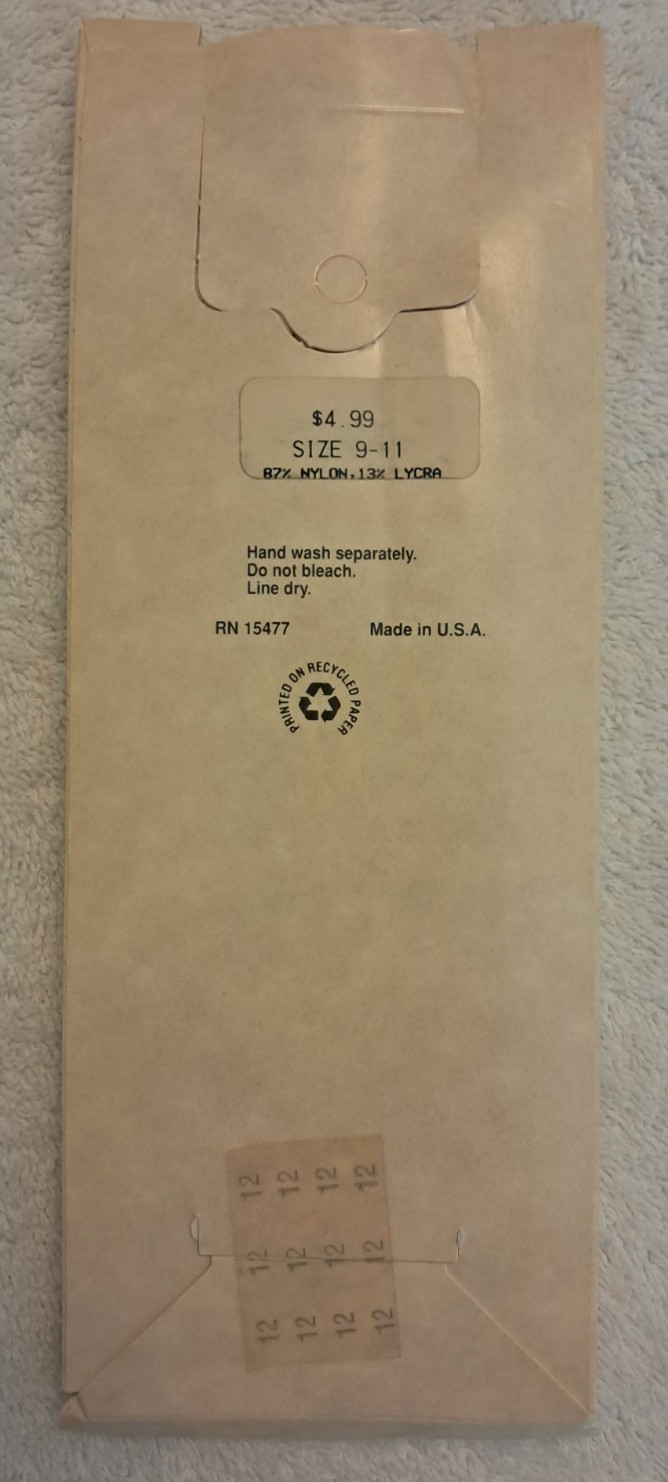 $4.99
SIZE 9-11
87% NYLON,13% LYCRA
Hand wash separately.
Do not bleach.
Line dry.
RN 15477 Made in U.S.A.
PRINTED ON RECYCLED PAPER
12 12 12 12
12 12 12 12
12 12 12 12